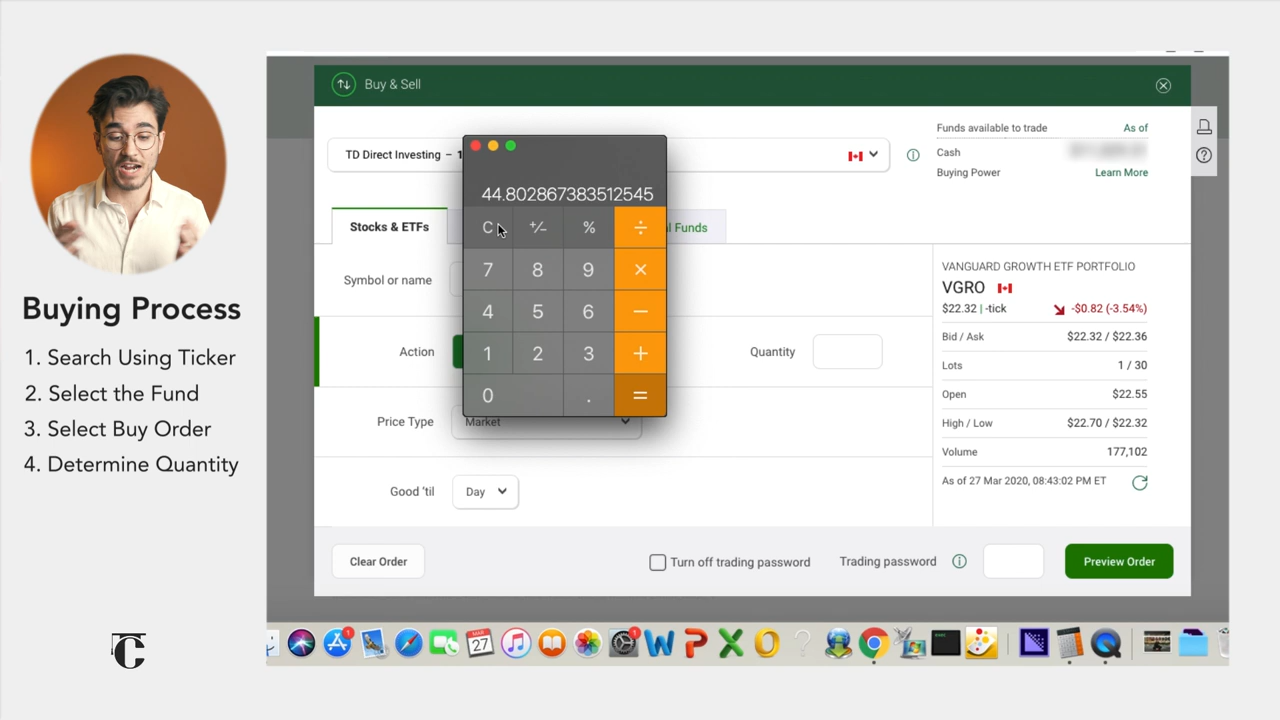 Buying Process
1. Search Using Ticker
2. Select the Fund
3. Select Buy Order
4. Determine Quantity
TC
Buy & Sell
TD Direct Investing – 1
Funds available to trade As of
Cash
Buying Power Learn More
Stocks & ETFs
l Funds
Symbol or name
Action
Quantity
Price Type Market
Good 'til Day
44.802867383512545
C +/− % ÷
7 8 9 ×
4 5 6 −
1 2 3 +
0 . =
VANGUARD GROWTH ETF PORTFOLIO
VGRO
$22.32 | -tick -$0.82 (-3.54%)
Bid / Ask $22.32 / $22.36
Lots 1 / 30
Open $22.55
High / Low $22.70 / $22.32
Volume 177,102
As of 27 Mar 2020, 08:43:02 PM ET
Clear Order
Turn off trading password
Trading password
Preview Order
MAR
27
W P X O ?